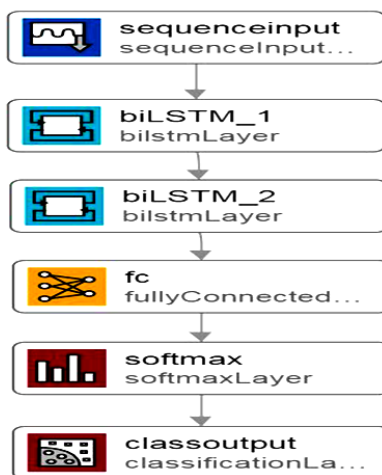 sequenceinput
sequenceInput...
biLSTM_1
bilstmLayer
biLSTM_2
bilstmLayer
fc
fullyConnected...
softmax
softmaxLayer
classoutput
classificationLa...